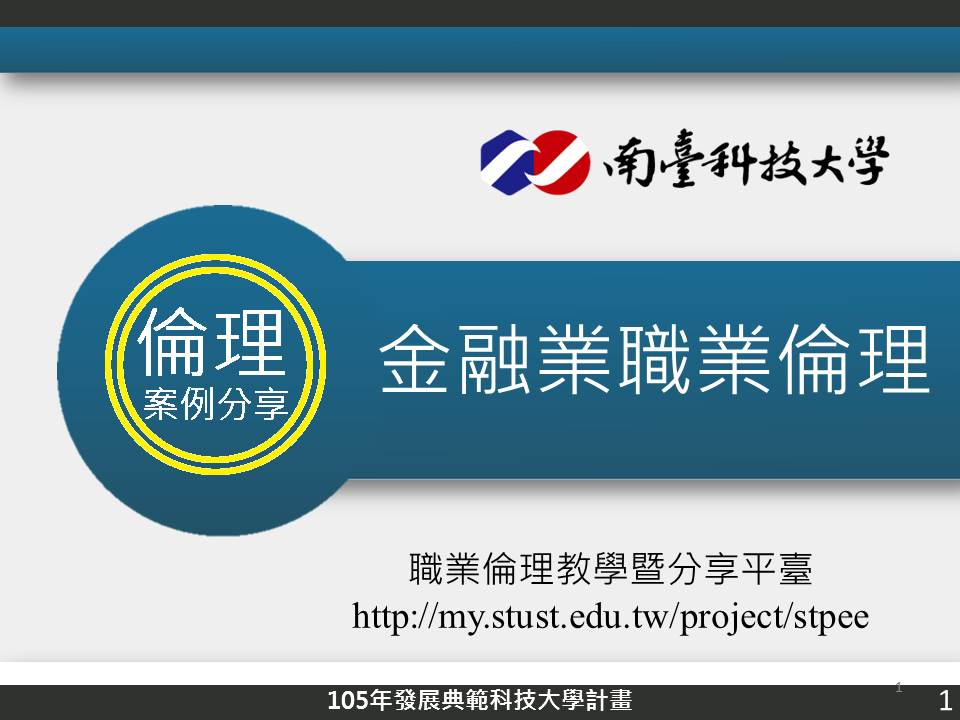 南臺科技大學
倫理
案例分享
金融業職業倫理
職業倫理教學暨分享平臺
http://my.stust.edu.tw/project/stpee
1
105年發展典範科技大學計畫
1